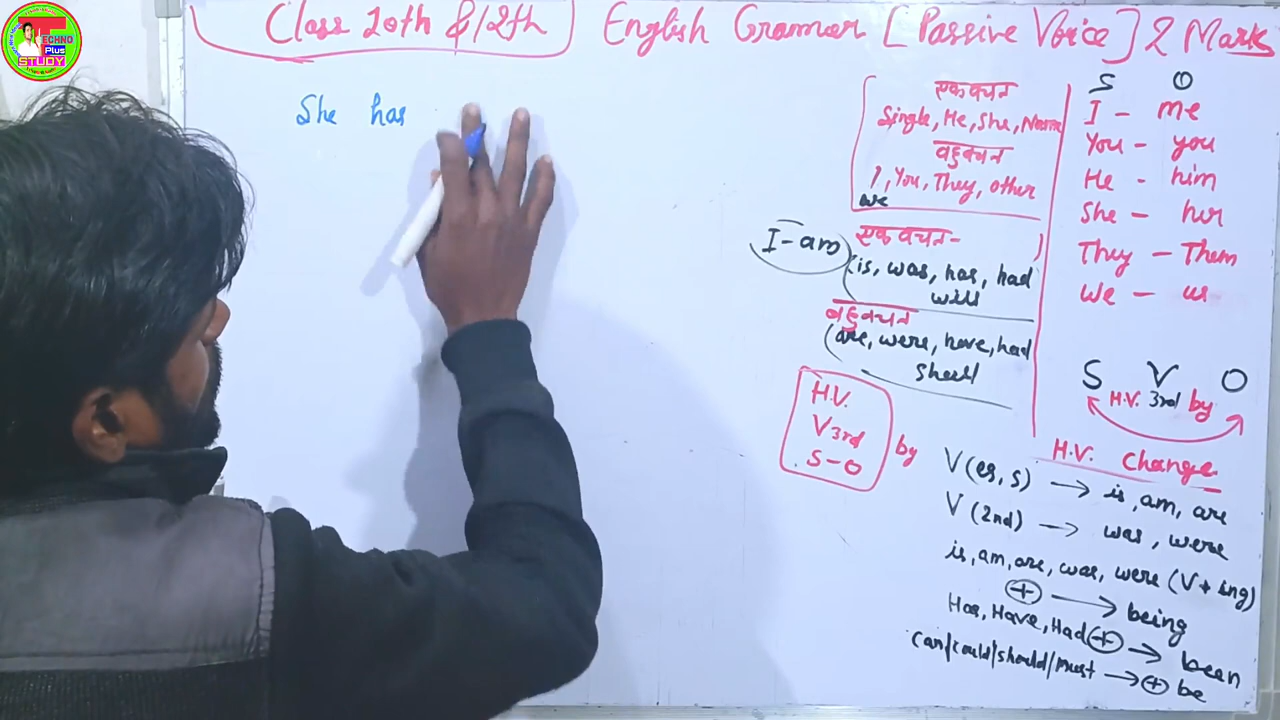 Class 10th & 12th English Grammar [Passive Voice] 2 Marks
TECHNO
Plus
STUDY
She has
एकवचन
Single, He, She, Name
बहुवचन
I, You, They, other
we
I-am
एकवचन-
(is, was, has, had
will
बहुवचन
(are, were, have, had
shall
H.V.
V3rd
S-O
by
S O
I - me
You - you
He - him
She - her
They - Them
We - us
S V O
H.V. 3rd by
H.V. Change
V(es, s) → is, am, are
V (2nd) → was, were
is, am, are, was, were (V+ing)
+ → being
Has, Have, Had + → been
can/could/should/must → + be